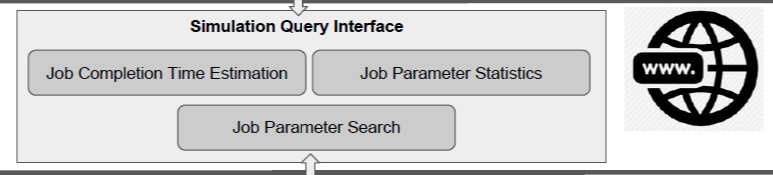 Simulation Query Interface
Job Completion Time Estimation
Job Parameter Statistics
www.
Job Parameter Search